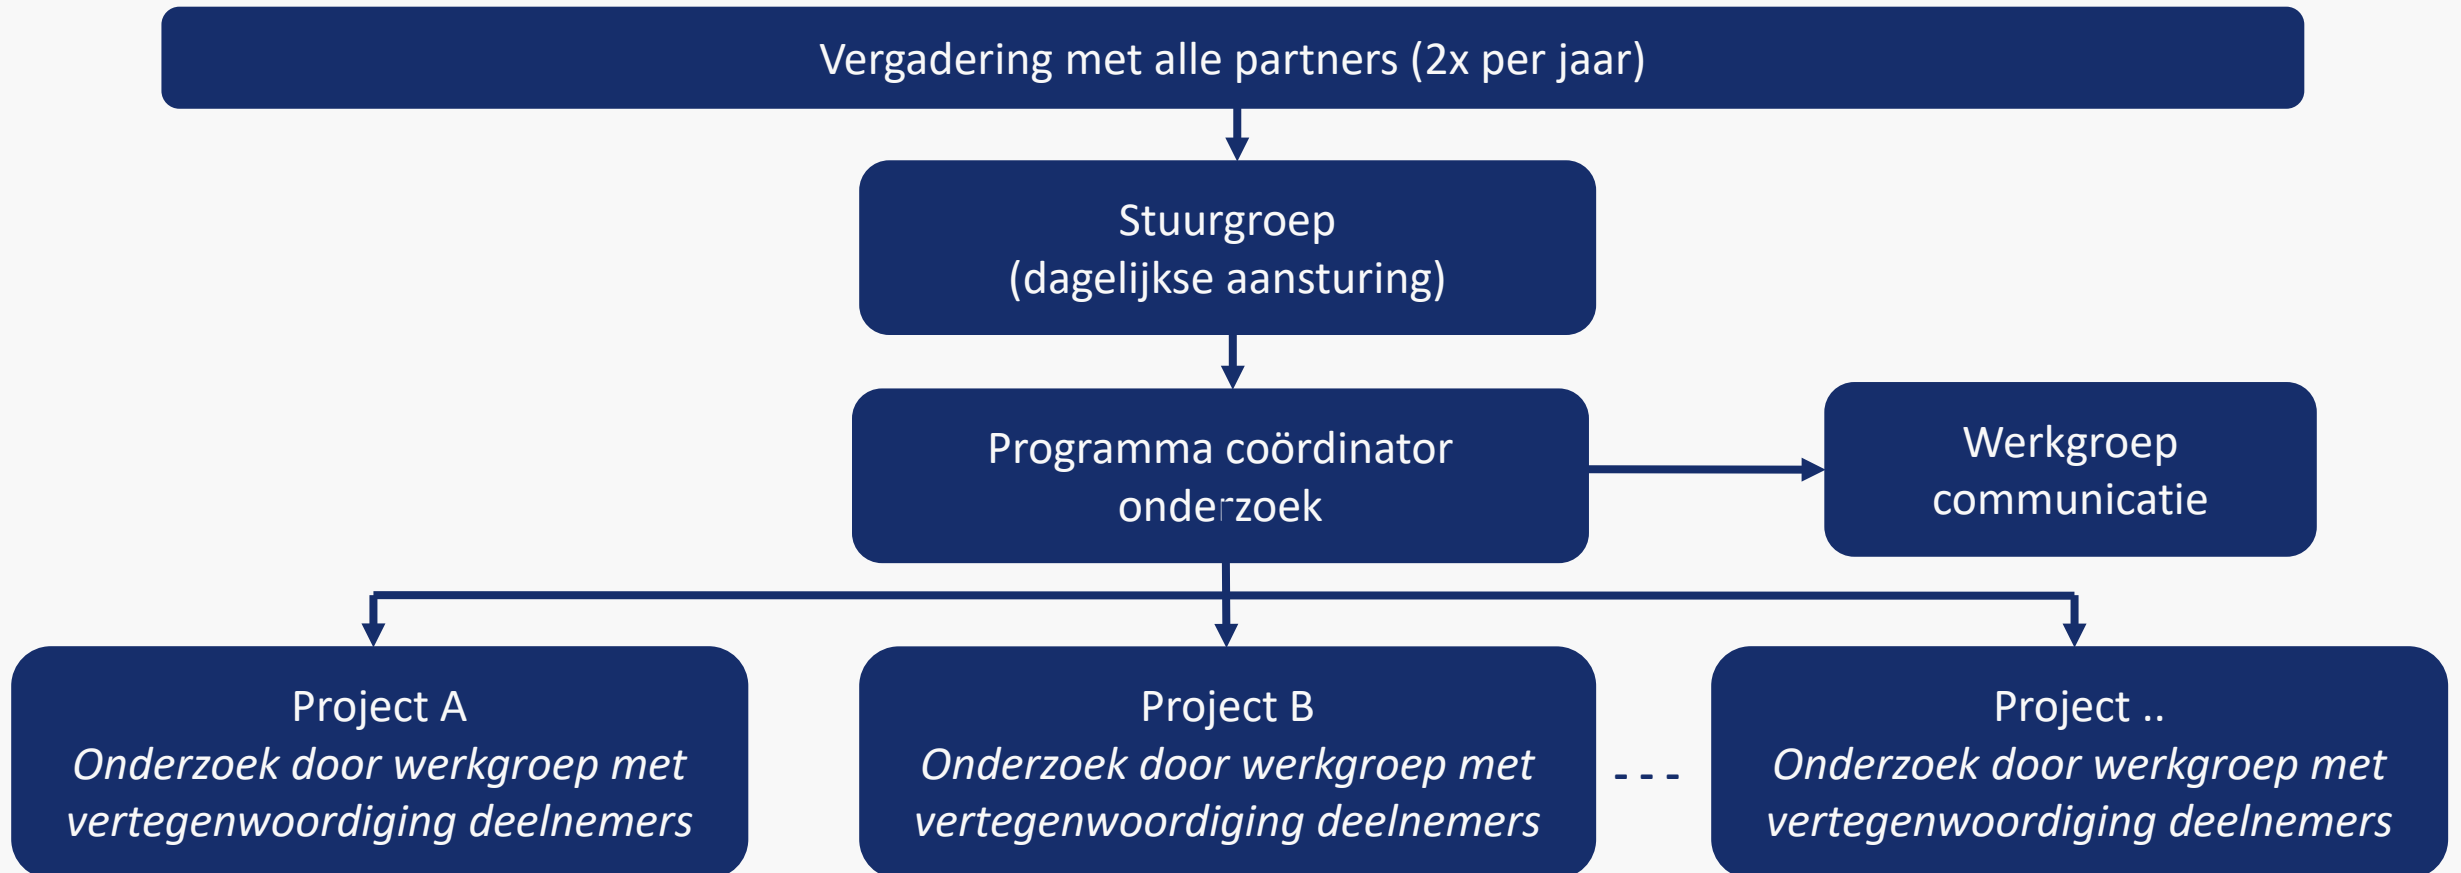 Vergadering met alle partners (2x per jaar)
Stuurgroep
(dagelijkse aansturing)
Programma coördinator
onderzoek
Werkgroep
communicatie
Project A
Onderzoek door werkgroep met
vertegenwoordiging deelnemers
Project B
Onderzoek door werkgroep met
vertegenwoordiging deelnemers
- - -
Project ..
Onderzoek door werkgroep met
vertegenwoordiging deelnemers